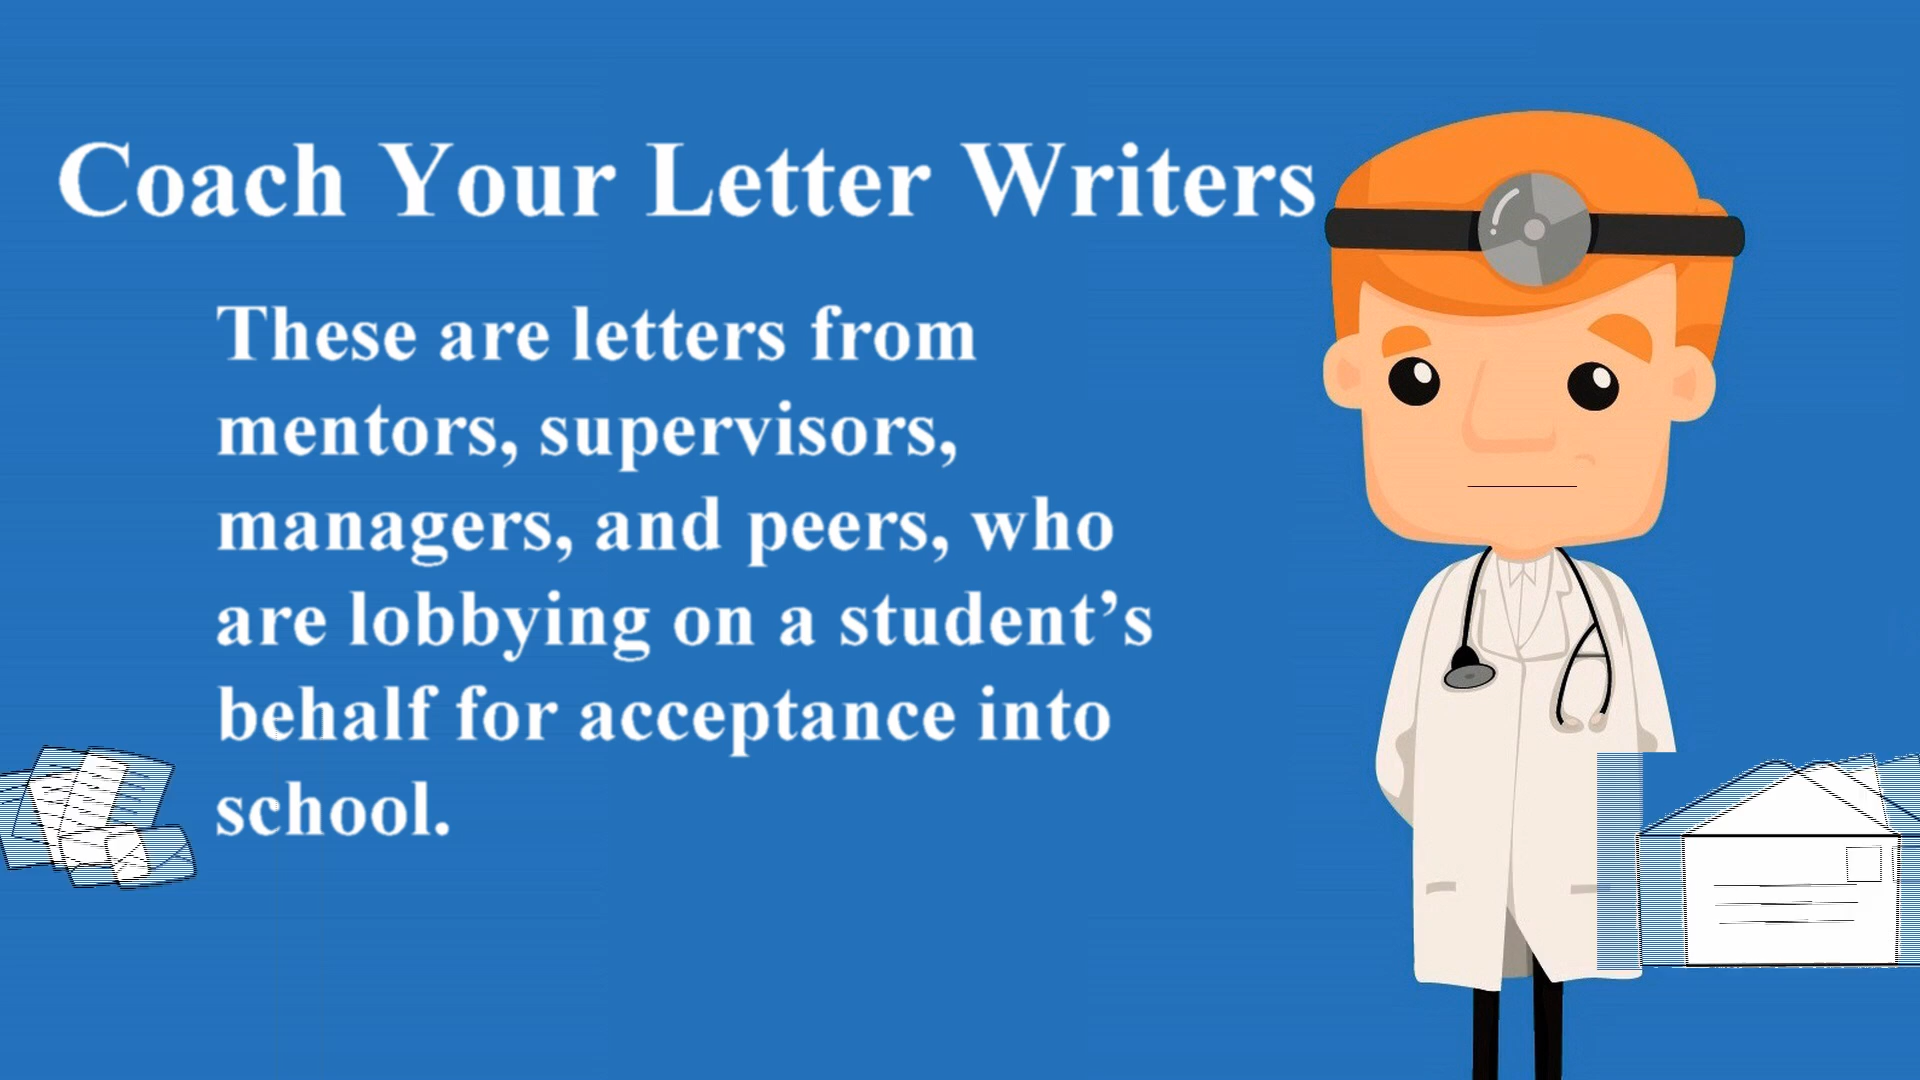 Coach Your Letter Writers
These are letters from
mentors, supervisors,
managers, and peers, who
are lobbying on a student’s
behalf for acceptance into
school.